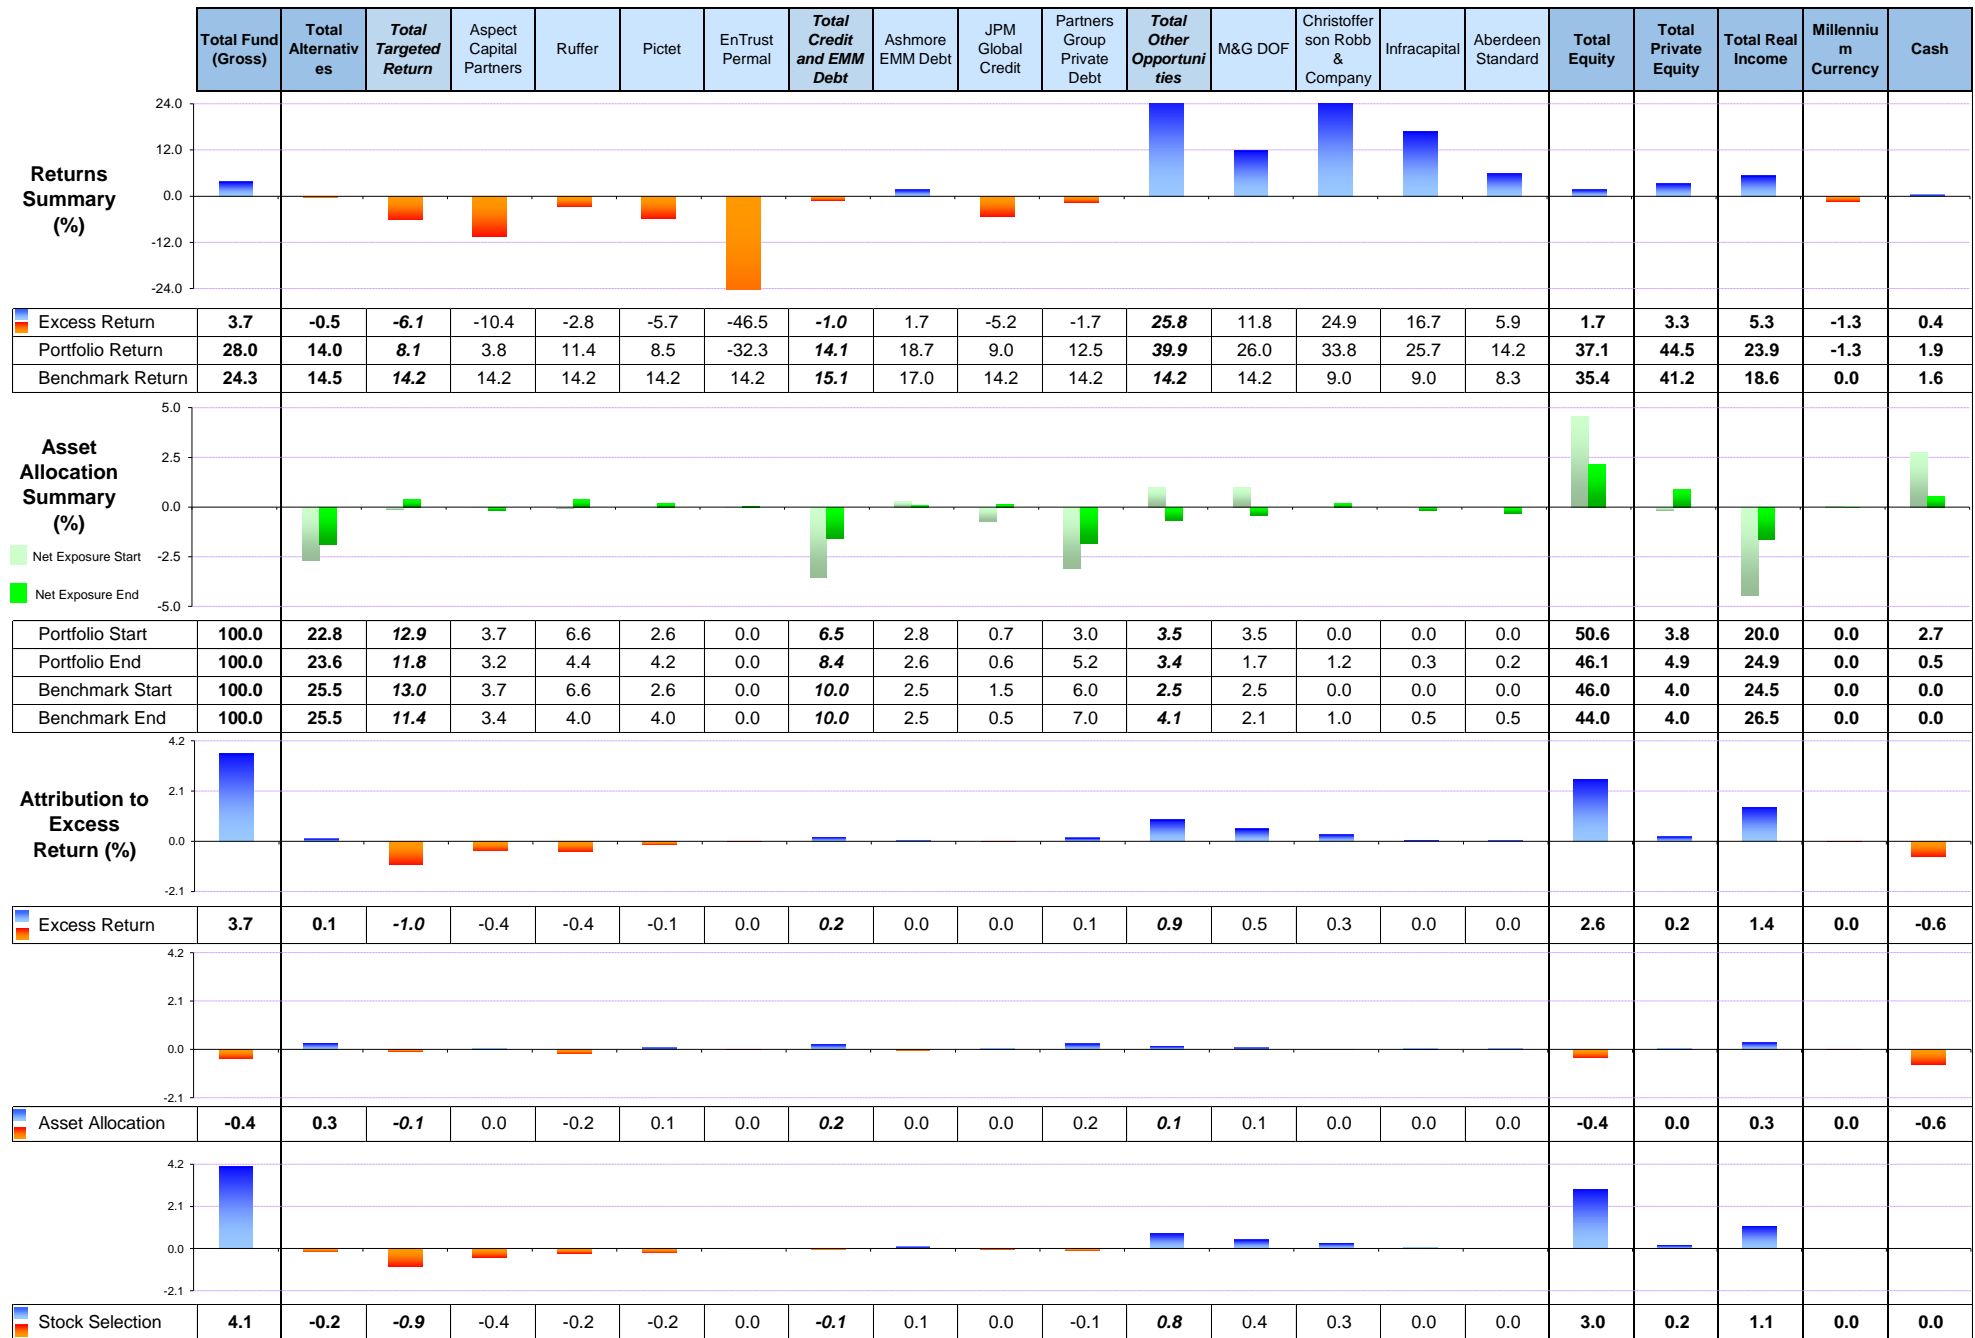 Total Fund (Gross) | Total Alternativ es | Total Targeted Return | Aspect Capital Partners | Ruffer | Pictet | EnTrust Permal | Total Credit and EMM Debt | Ashmore EMM Debt | JPM Global Credit | Partners Group Private Debt | Total Other Opportuni ties | M&G DOF | Christoffer son Robb & Company | Infracapital | Aberdeen Standard | Total Equity | Total Private Equity | Total Real Income | Millenniu m Currency | Cash
Returns
Summary
(%)
24.0
12.0
0.0
-12.0
-24.0
Excess Return 3.7 -0.5 -6.1 -10.4 -2.8 -5.7 -46.5 -1.0 1.7 -5.2 -1.7 25.8 11.8 24.9 16.7 5.9 1.7 3.3 5.3 -1.3 0.4
Portfolio Return 28.0 14.0 8.1 3.8 11.4 8.5 -32.3 14.1 18.7 9.0 12.5 39.9 26.0 33.8 25.7 14.2 37.1 44.5 23.9 -1.3 1.9
Benchmark Return 24.3 14.5 14.2 14.2 14.2 14.2 14.2 15.1 17.0 14.2 14.2 14.2 14.2 9.0 9.0 8.3 35.4 41.2 18.6 0.0 1.6
Asset
Allocation
Summary
(%)
Net Exposure Start
Net Exposure End
5.0
2.5
0.0
-2.5
-5.0
Portfolio Start 100.0 22.8 12.9 3.7 6.6 2.6 0.0 6.5 2.8 0.7 3.0 3.5 3.5 0.0 0.0 0.0 50.6 3.8 20.0 0.0 2.7
Portfolio End 100.0 23.6 11.8 3.2 4.4 4.2 0.0 8.4 2.6 0.6 5.2 3.4 1.7 1.2 0.3 0.2 46.1 4.9 24.9 0.0 0.5
Benchmark Start 100.0 25.5 13.0 3.7 6.6 2.6 0.0 10.0 2.5 1.5 6.0 2.5 2.5 0.0 0.0 0.0 46.0 4.0 24.5 0.0 0.0
Benchmark End 100.0 25.5 11.4 3.4 4.0 4.0 0.0 10.0 2.5 0.5 7.0 4.1 2.1 1.0 0.5 0.5 44.0 4.0 26.5 0.0 0.0
Attribution to
Excess
Return (%)
4.2
2.1
0.0
-2.1
Excess Return 3.7 0.1 -1.0 -0.4 -0.4 -0.1 0.0 0.2 0.0 0.0 0.1 0.9 0.5 0.3 0.0 0.0 2.6 0.2 1.4 0.0 -0.6
4.2
2.1
0.0
-2.1
Asset Allocation -0.4 0.3 -0.1 0.0 -0.2 0.1 0.0 0.2 0.0 0.0 0.2 0.1 0.1 0.0 0.0 0.0 -0.4 0.0 0.3 0.0 -0.6
4.2
2.1
0.0
-2.1
Stock Selection 4.1 -0.2 -0.9 -0.4 -0.2 -0.2 0.0 -0.1 0.1 0.0 -0.1 0.8 0.4 0.3 0.0 0.0 3.0 0.2 1.1 0.0 0.0